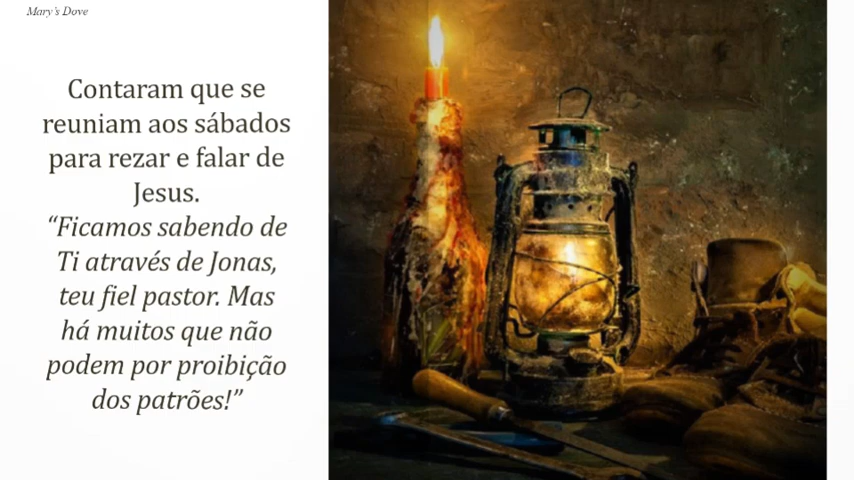 Mary's Dove
Contaram que se
reuniam aos sábados
para rezar e falar de
Jesus.
“Ficamos sabendo de
Ti através de Jonas,
teu fiel pastor. Mas
há muitos que não
podem por proibição
dos patrões!”